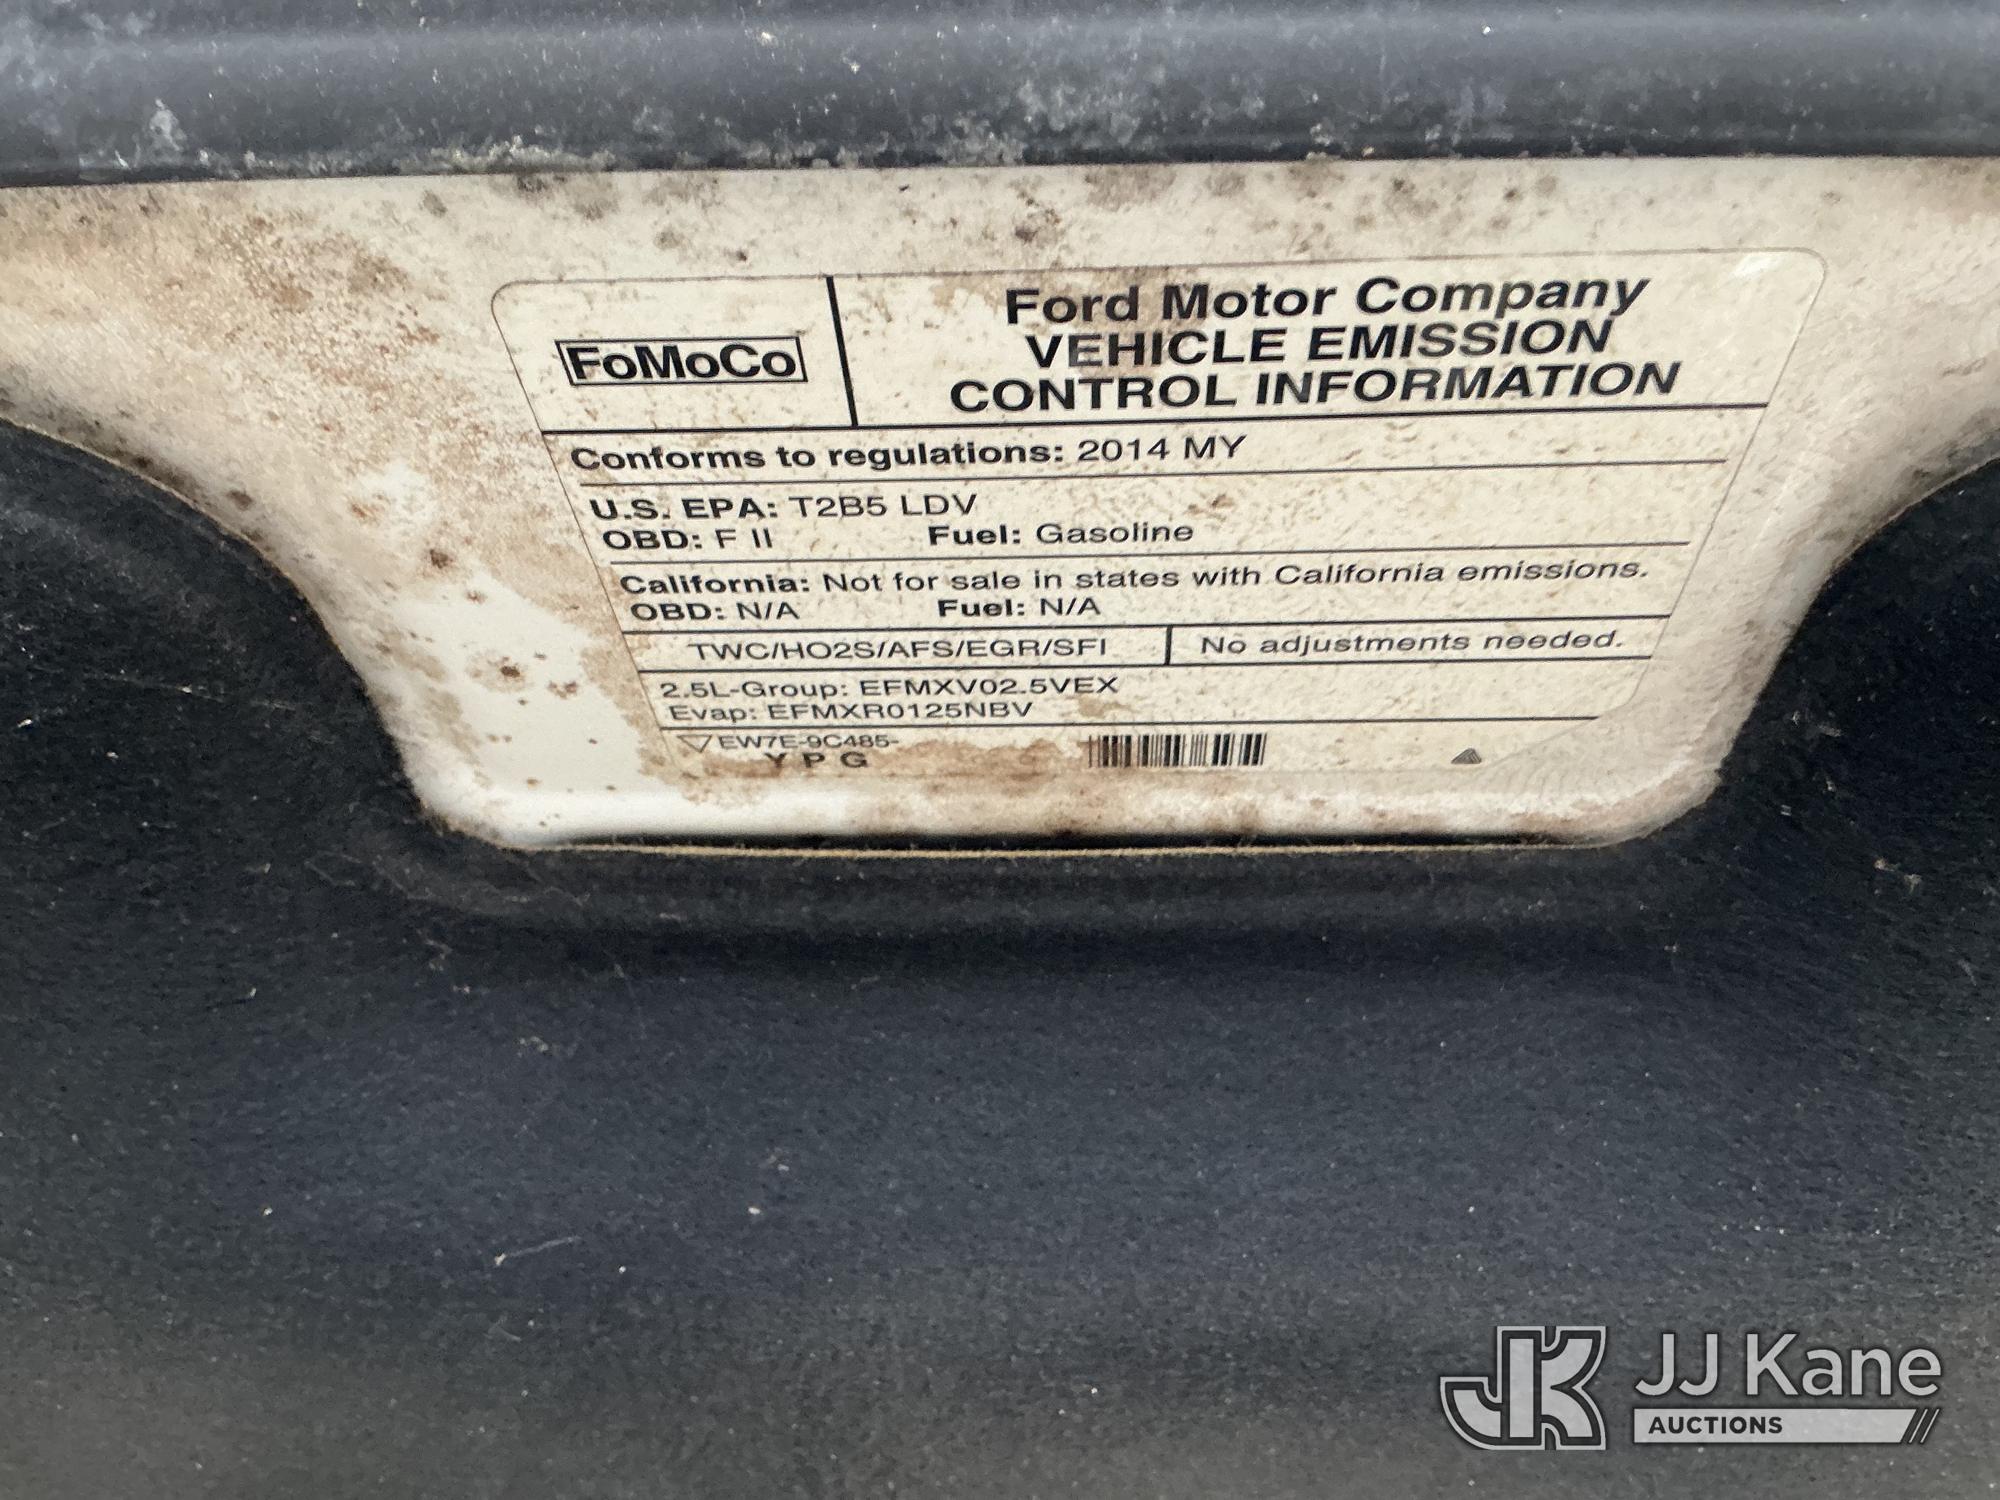 FoMoCo
Ford Motor Company
VEHICLE EMISSION
CONTROL INFORMATION
Conforms to regulations: 2014 MY
U.S. EPA: T2B5 LDV
OBD: F II Fuel: Gasoline
California: Not for sale in states with California emissions.
OBD: N/A Fuel: N/A
TWC/HO2S/AFS/EGR/SFI No adjustments needed.
2.5L-Group: EFMXV02.5VEX
Evap: EFMXR0125NBV
EW7E-9C485-
Y P G
JK JJ Kane
AUCTIONS